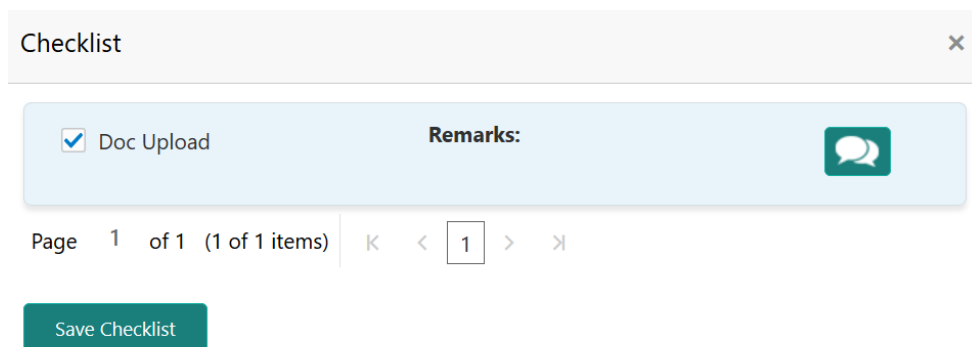 Checklist ×
Doc Upload Remarks:
Page 1 of 1 (1 of 1 items) K < 1 > >|
Save Checklist